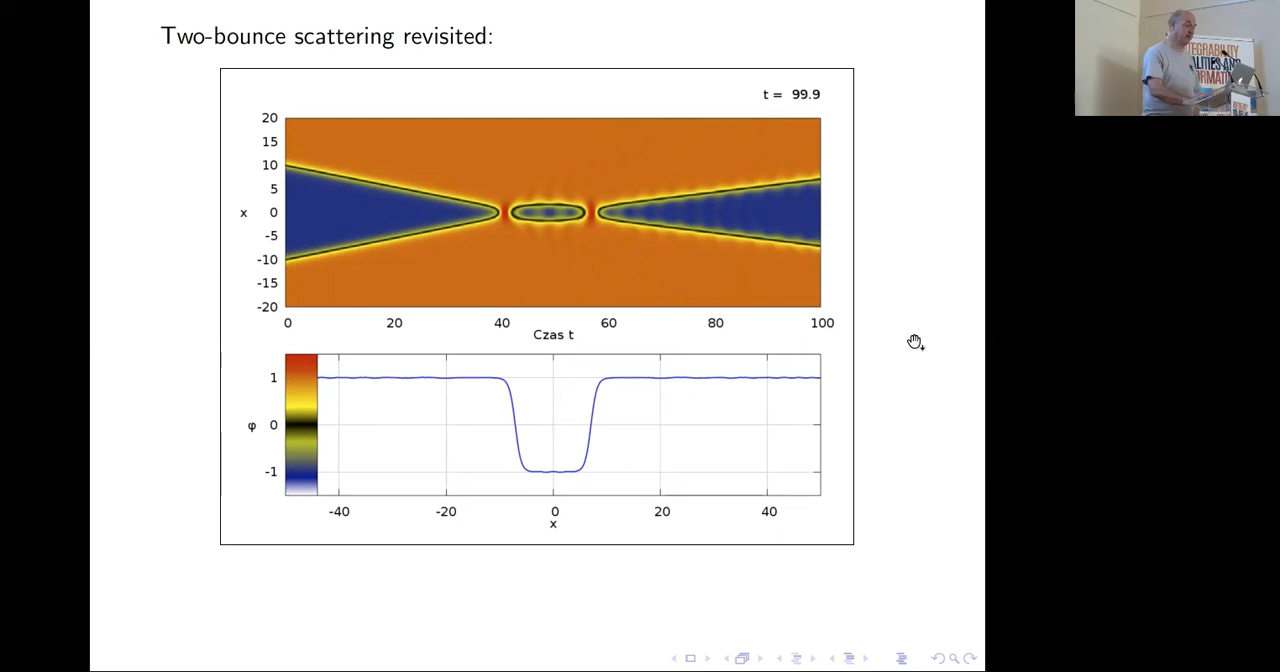 Two-bounce scattering revisited:
t = 99.9
20
15
10
5
x 0
-5
-10
-15
-20
0 20 40 60 80 100
Czas t
1
φ 0
-1
-40 -20 0 20 40
x